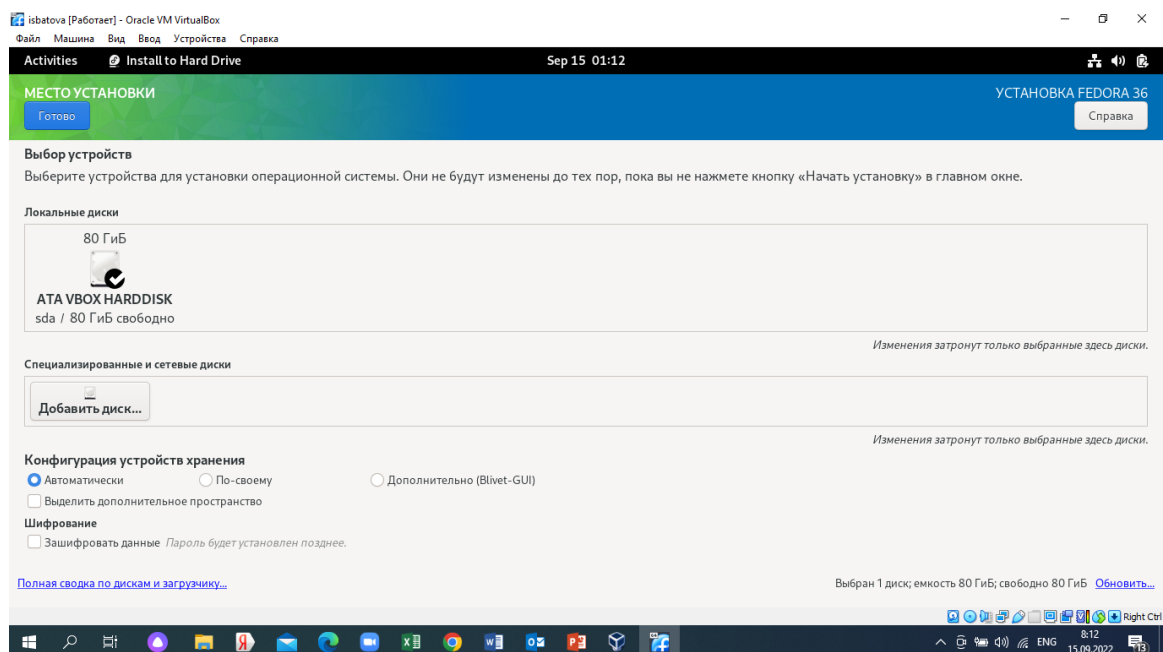 isbatova [Работает] - Oracle VM VirtualBox
Файл Машина Вид Ввод Устройства Справка
Activities Install to Hard Drive Sep 15 01:12
МЕСТО УСТАНОВКИ УСТАНОВКА FEDORA 36
Готово Справка
Выбор устройств
Выберите устройства для установки операционной системы. Они не будут изменены до тех пор, пока вы не нажмете кнопку «Начать установку» в главном окне.
Локальные диски
80 ГиБ
ATA VBOX HARDDISK
sda / 80 ГиБ свободно
Изменения затронут только выбранные здесь диски.
Специализированные и сетевые диски
Добавить диск...
Изменения затронут только выбранные здесь диски.
Конфигурация устройств хранения
Автоматически По-своему Дополнительно (Blivet-GUI)
Выделить дополнительное пространство
Шифрование
Зашифровать данные Пароль будет установлен позднее.
Полная сводка по дискам и загрузчику... Выбран 1 диск; емкость 80 ГиБ; свободно 80 ГиБ Обновить...
Right Ctrl
ENG 8:12
15.09.2022